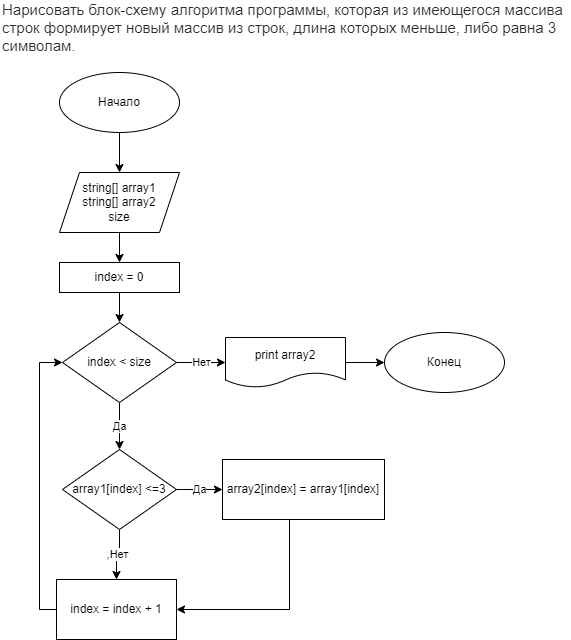 Нарисовать блок-схему алгоритма программы, которая из имеющегося массива
строк формирует новый массив из строк, длина которых меньше, либо равна 3
символам.
Начало
string[] array1
string[] array2
size
index = 0
index < size
Нет
print array2
Конец
Да
array1[index] <=3
Да
array2[index] = array1[index]
,Нет
index = index + 1